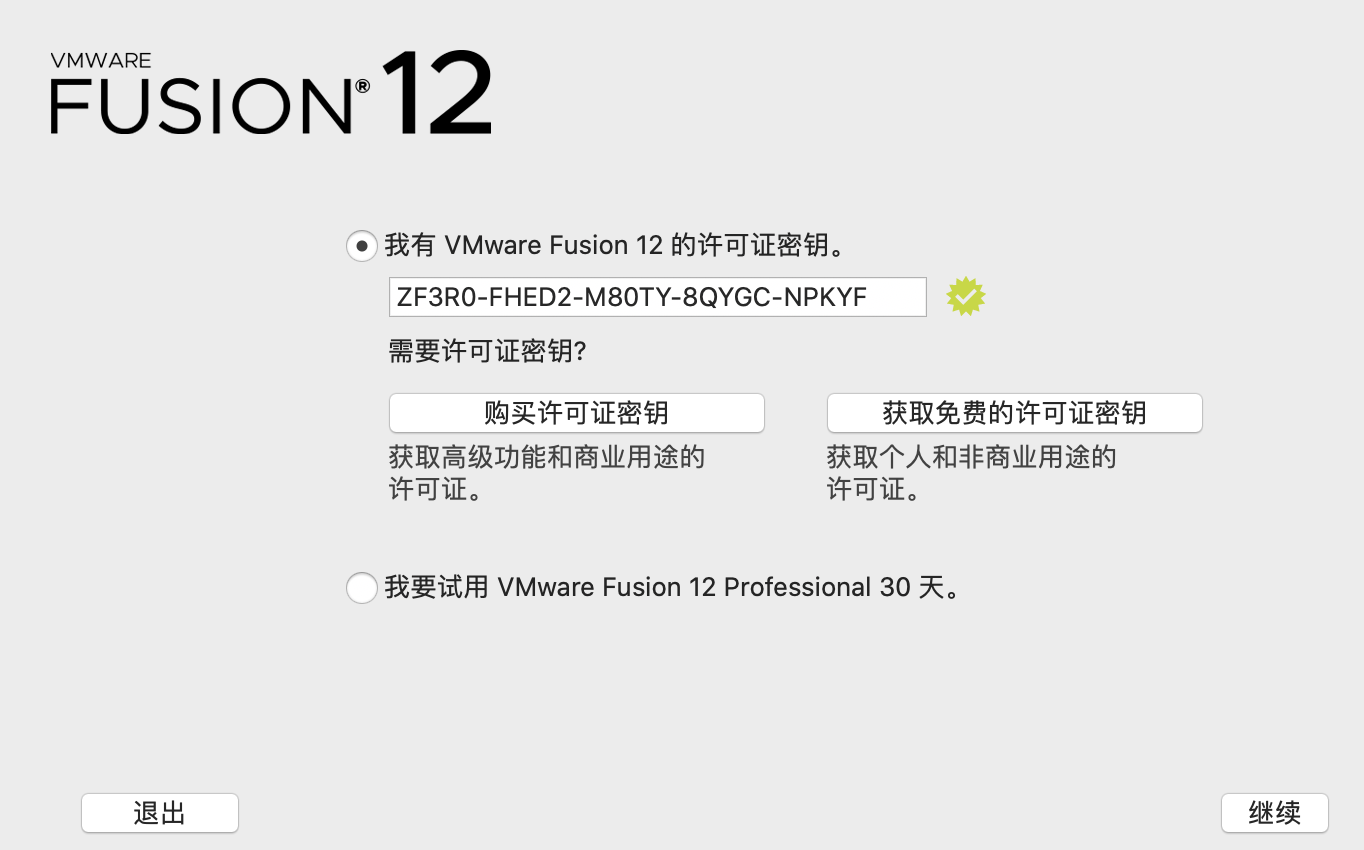 VMWARE
FUSION® 12
我有 VMware Fusion 12 的许可证密钥。
ZF3R0-FHED2-M80TY-8QYGC-NPKYF
需要许可证密钥?
购买许可证密钥
获取高级功能和商业用途的
许可证。
获取免费的许可证密钥
获取个人和非商业用途的
许可证。
我要试用 VMware Fusion 12 Professional 30 天。
退出
继续